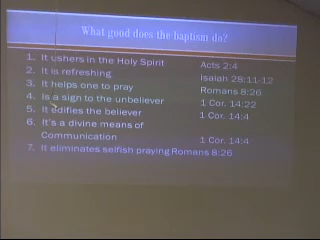 What good does the baptism do?
1. It ushers in the Holy Spirit Acts 2:4
2. It is refreshing Isaiah 28:11-12
3. It helps one to pray Romans 8:26
4. Is a sign to the unbeliever 1 Cor. 14:22
5. It edifies the believer 1 Cor. 14:4
6. It's a divine means of
Communication 1 Cor. 14:4
7. It eliminates selfish praying Romans 8:26